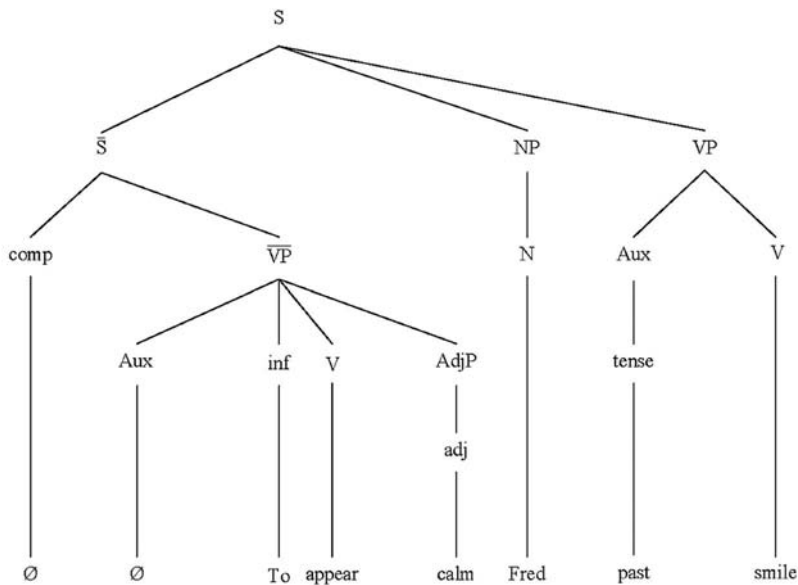 S
S̄ NP VP
comp V̅P̅ N Aux V
Aux inf V AdjP tense
adj
Ø Ø To appear calm Fred past smile